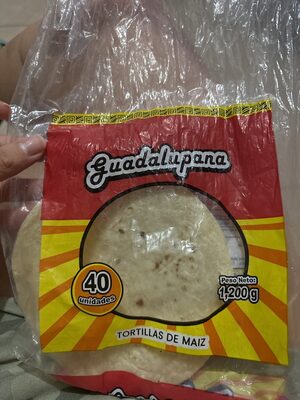 Guadalupana
40
unidades
Peso Neto:
1,200 g
TORTILLAS DE MAIZ